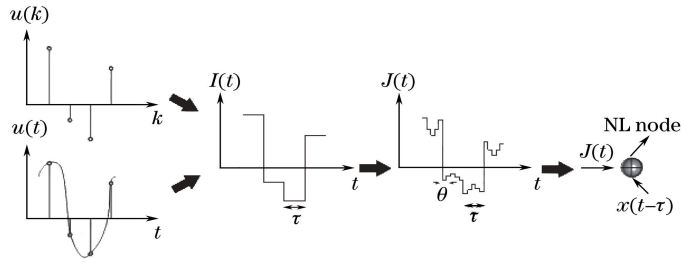 u(k)
k
u(t)
t
I(t)
t
τ
J(t)
t
θ
τ
J(t)
NL node
x(t−τ)